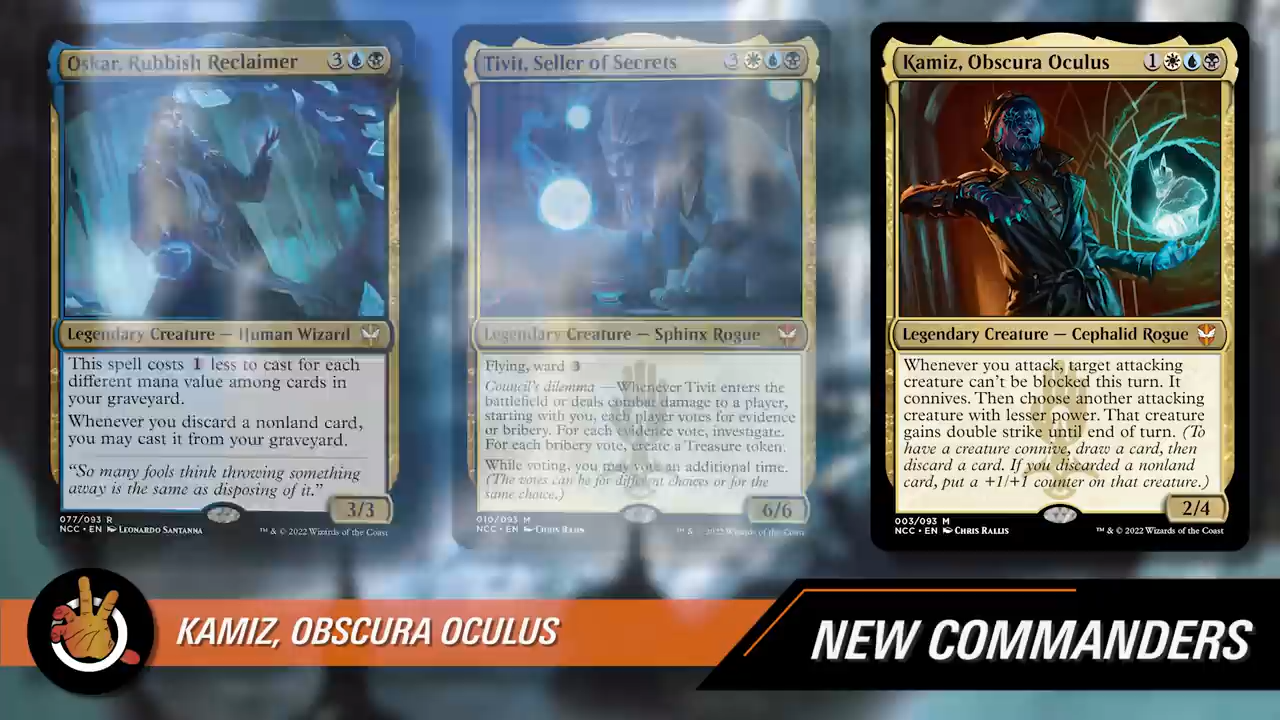 Oskar, Rubbish Reclaimer 3
Legendary Creature — Human Wizard
This spell costs 1 less to cast for each
different mana value among cards in
your graveyard.
Whenever you discard a nonland card,
you may cast it from your graveyard.
“So many fools think throwing something
away is the same as disposing of it.”
3/3
077/093 R
NCC • EN LEONARDO SANTANNA ™ & © 2022 Wizards of the Coast
Tivit, Seller of Secrets 3
Legendary Creature — Sphinx Rogue
Flying, ward 3
Council's dilemma — Whenever Tivit enters the
battlefield or deals combat damage to a player,
starting with you, each player votes for evidence
or bribery. For each evidence vote, investigate.
For each bribery vote, create a Treasure token.
While voting, you may vote an additional time.
(The votes can be for different choices or for the
same choice.)
6/6
010/093 M
NCC • EN CHRIS RALLIS ™ & © 2022 Wizards of the Coast
Kamiz, Obscura Oculus 1
Legendary Creature — Cephalid Rogue
Whenever you attack, target attacking
creature can't be blocked this turn. It
connives. Then choose another attacking
creature with lesser power. That creature
gains double strike until end of turn. (To
have a creature connive, draw a card, then
discard a card. If you discarded a nonland
card, put a +1/+1 counter on that creature.)
2/4
003/093 M
NCC • EN CHRIS RALLIS ™ & © 2022 Wizards of the Coast
KAMIZ, OBSCURA OCULUS
NEW COMMANDERS